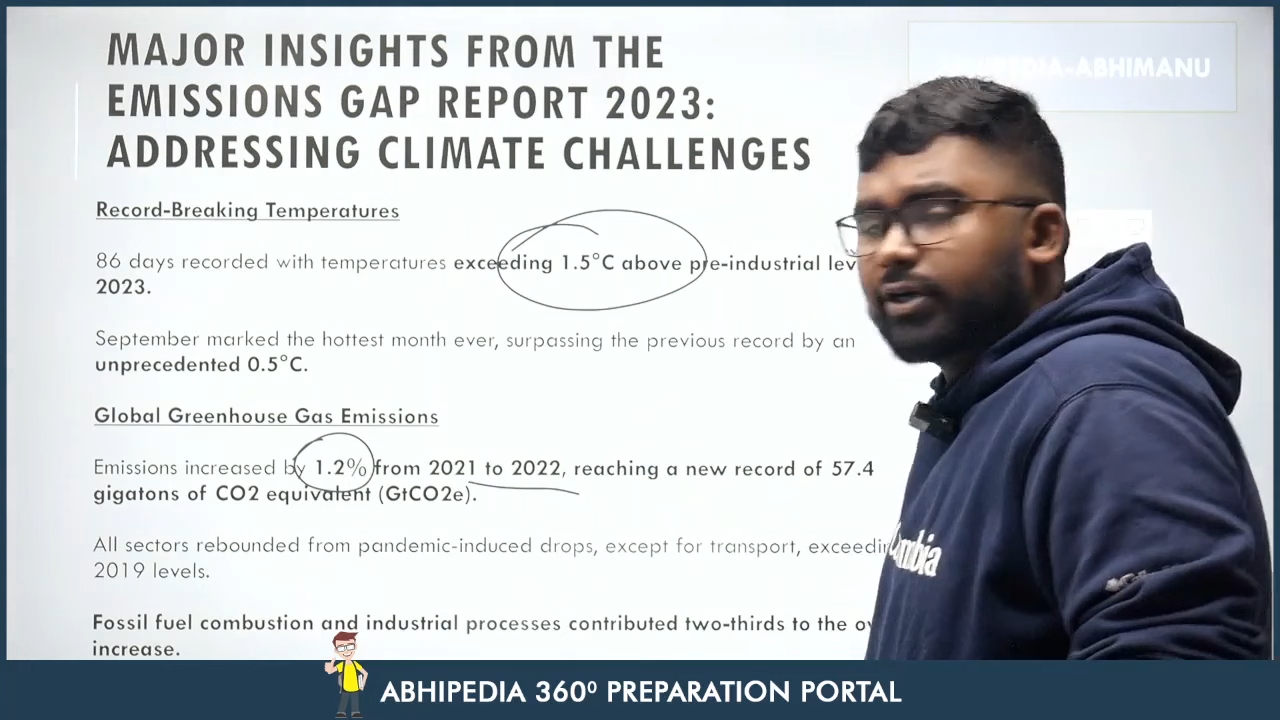 MAJOR INSIGHTS FROM THE
EMISSIONS GAP REPORT 2023:
ADDRESSING CLIMATE CHALLENGES
-ABHIMANU
Record-Breaking Temperatures
86 days recorded with temperatures exceeding 1.5°C above pre-industrial
2023.
September marked the hottest month ever, surpassing the previous record by an
unprecedented 0.5°C.
Global Greenhouse Gas Emissions
Emissions increased by 1.2% from 2021 to 2022, reaching a new record of 57.4
gigatons of CO2 equivalent (GtCO2e).
All sectors rebounded from pandemic-induced drops, except for transport,
2019 levels.
Fossil fuel combustion and industrial processes contributed two-thirds to the
increase.
ABHIPEDIA 360⁰ PREPARATION PORTAL